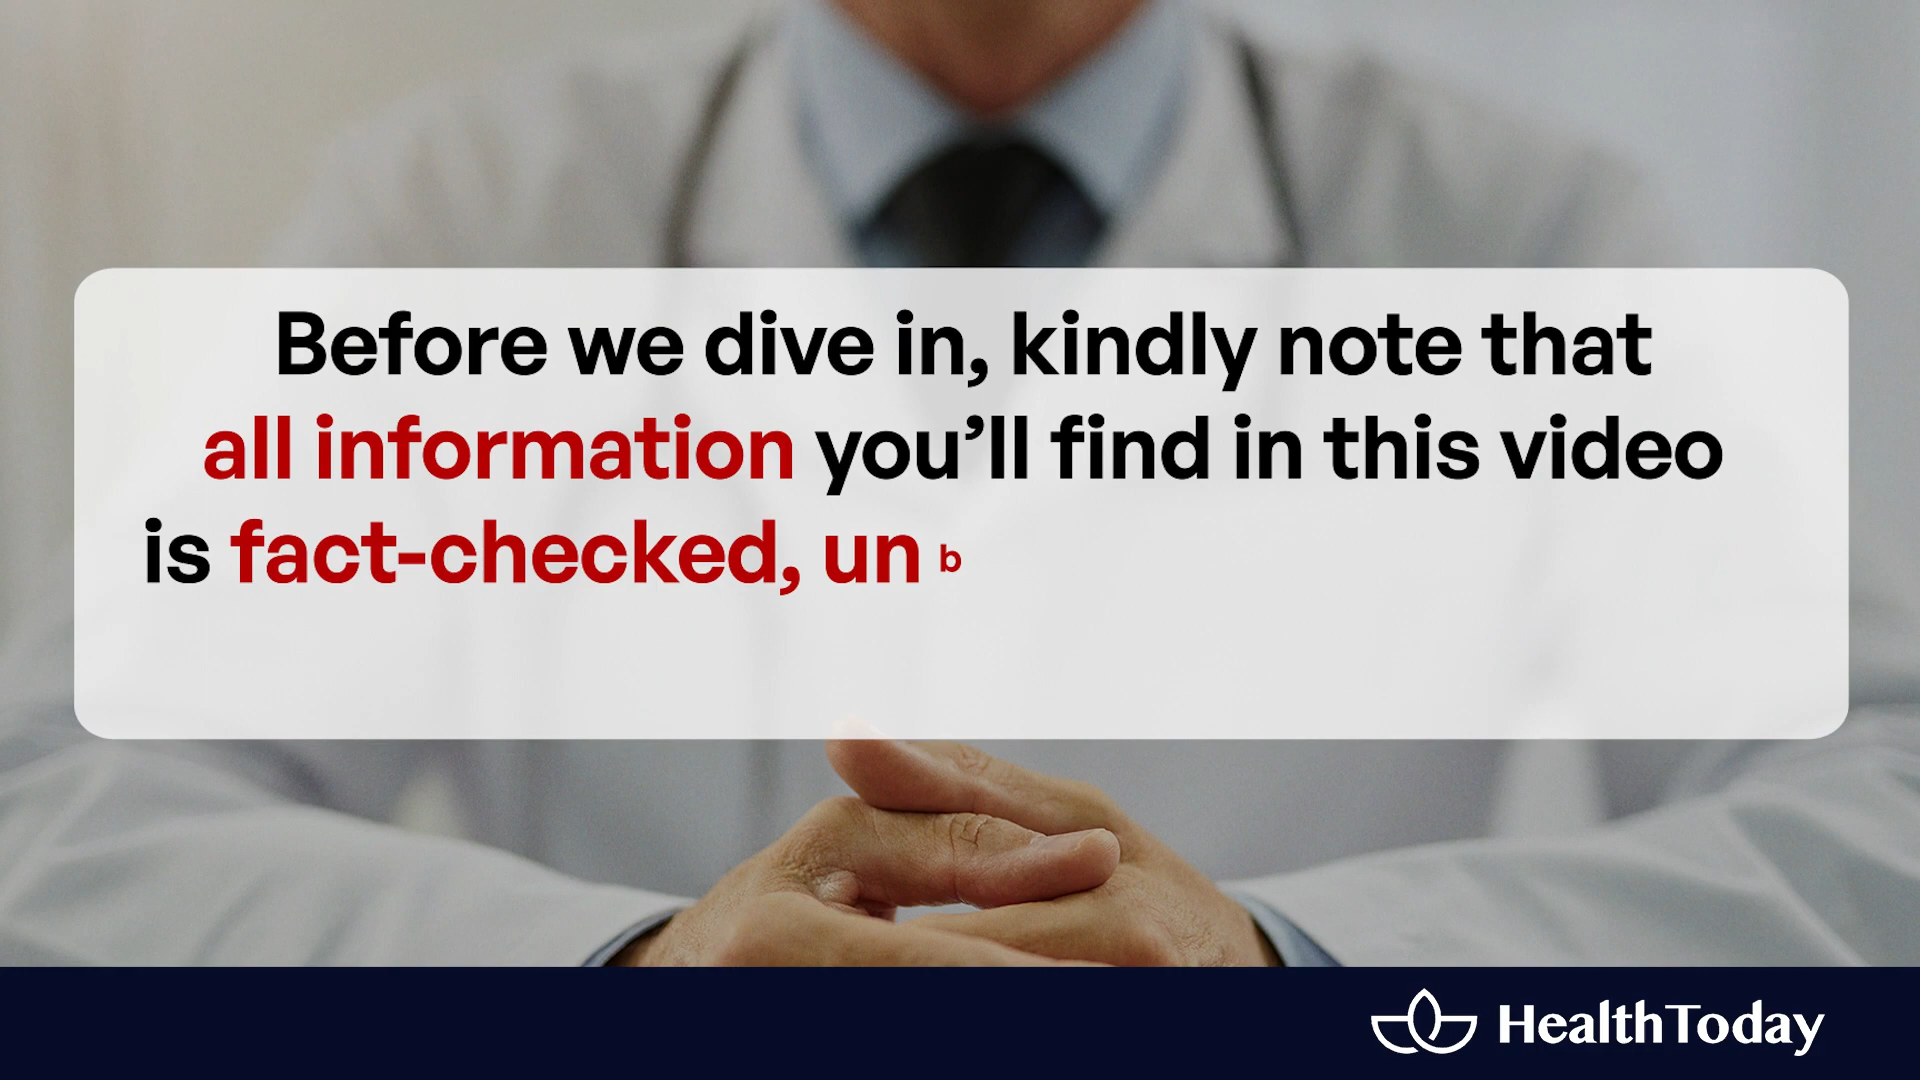 Before we dive in, kindly note that
all information you’ll find in this video
is fact-checked, un b
HealthToday